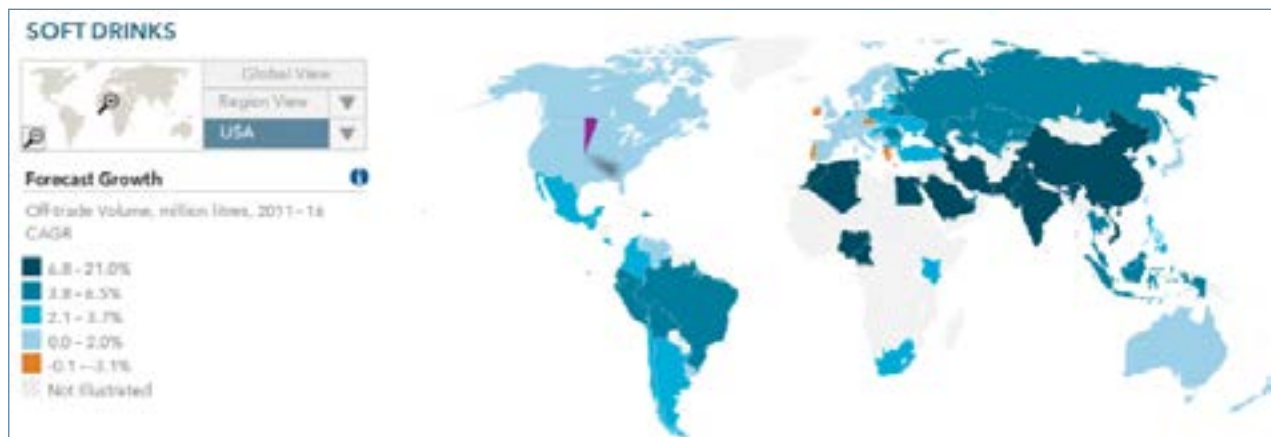 SOFT DRINKS
Global View
Region View
USA
Forecast Growth
Off-trade Volume, million litres, 2011-16
CAGR
6.8 - 21.0%
3.8 - 6.5%
2.1 - 3.7%
0.0 - 2.0%
-0.1 --3.1%
Not Illustrated